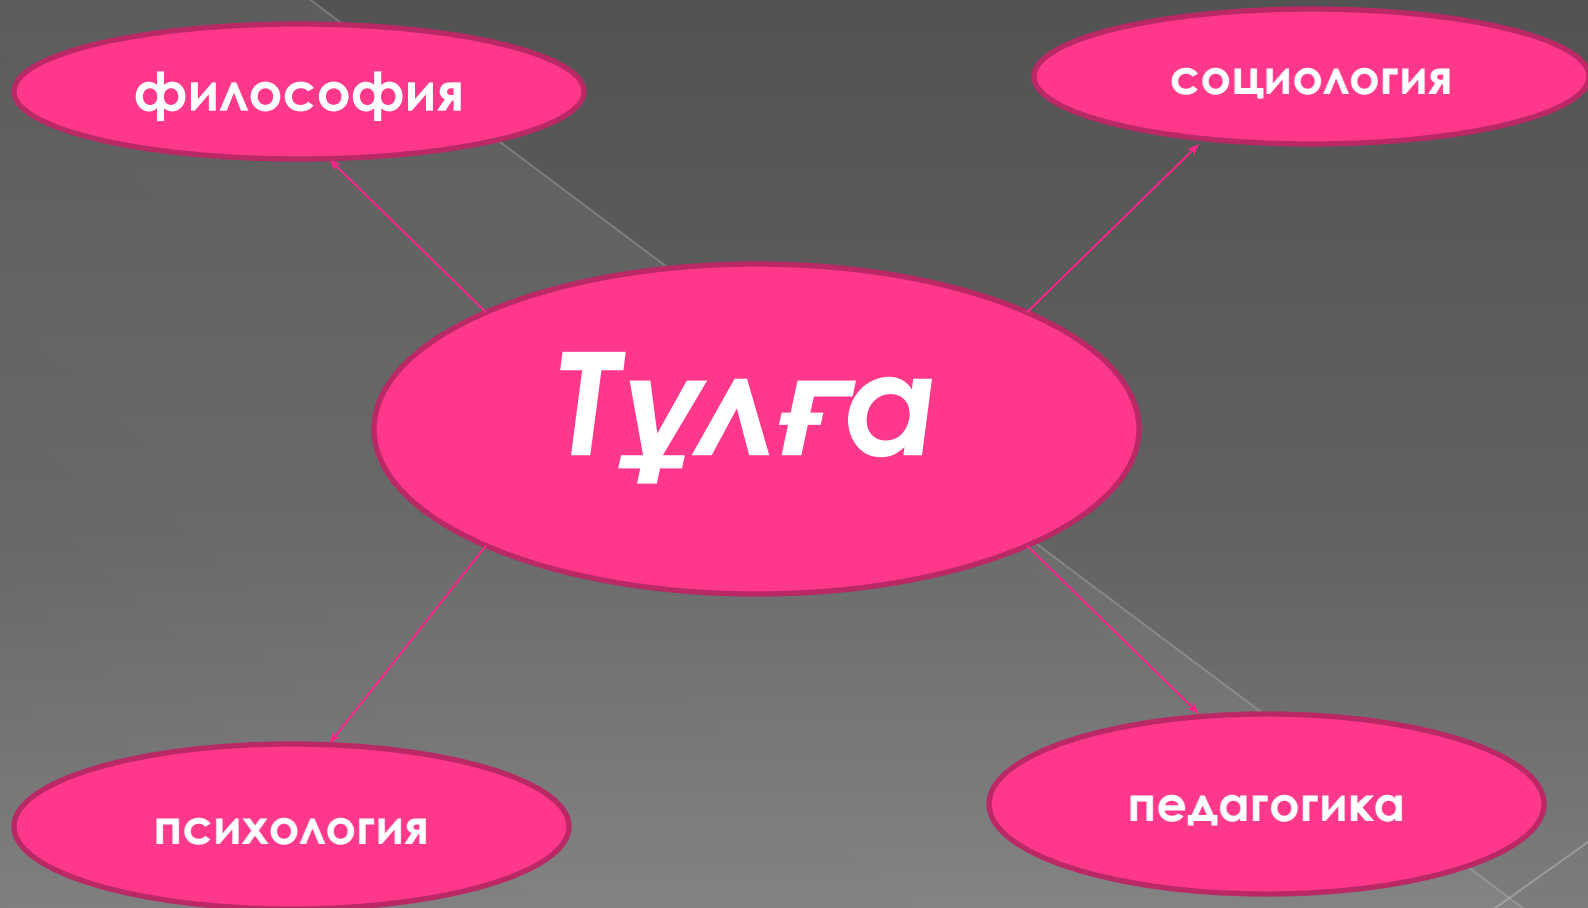 философия
социология
Тұлға
психология
педагогика